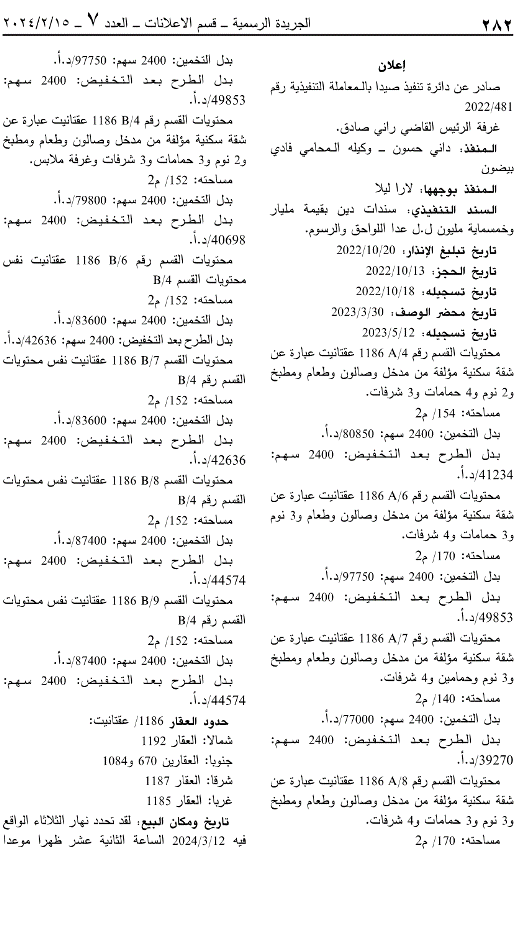 ٢٨٢
الجريدة الرسمية – قسم الاعلانات – العدد ٧ – ٢٠٢٤/٢/١٥
إعلان
صادر عن دائرة تنفيذ صيدا بالمعاملة التنفيذية رقم
2022/481
غرفة الرئيس القاضي راني صادق.
المنفذ: داني حسون – وكيله المحامي فادي
بيضون
المنفذ بوجهها: لارا ليلا
السند التنفيذي: سندات دين بقيمة مليار
وخمسماية مليون ل.ل عدا اللواحق والرسوم.
تاريخ تبليغ الإنذار: 2022/10/20
تاريخ الحجز: 2022/10/13
تاريخ تسجيله: 2022/10/18
تاريخ محضر الوصف: 2023/3/30
تاريخ تسجيله: 2023/5/12
محتويات القسم رقم 1186 A/4 عقتانيت عبارة عن
شقة سكنية مؤلفة من مدخل وصالون وطعام ومطبخ
و2 نوم و4 حمامات و3 شرفات.
مساحته: 154/ م2
بدل التخمين: 2400 سهم: 80850/د.أ.
بدل الطرح بعد التخفيض: 2400 سهم:
41234/د.أ.
محتويات القسم رقم 1186 A/6 عقتانيت عبارة عن
شقة سكنية مؤلفة من مدخل وصالون وطعام و3 نوم
و3 حمامات و4 شرفات.
مساحته: 170/ م2
بدل التخمين: 2400 سهم: 97750/د.أ.
بدل الطرح بعد التخفيض: 2400 سهم:
49853/د.أ.
محتويات القسم رقم 1186 A/7 عقتانيت عبارة عن
شقة سكنية مؤلفة من مدخل وصالون وطعام ومطبخ
و3 نوم وحمامين و4 شرفات.
مساحته: 140/ م2
بدل التخمين: 2400 سهم: 77000/د.أ.
بدل الطرح بعد التخفيض: 2400 سهم:
39270/د.أ.
محتويات القسم رقم 1186 A/8 عقتانيت عبارة عن
شقة سكنية مؤلفة من مدخل وصالون وطعام ومطبخ
و3 نوم و3 حمامات و4 شرفات.
مساحته: 170/ م2
بدل التخمين: 2400 سهم: 97750/د.أ.
بدل الطرح بعد التخفيض: 2400 سهم:
49853/د.أ.
محتويات القسم رقم 1186 B/4 عقتانيت عبارة عن
شقة سكنية مؤلفة من مدخل وصالون وطعام ومطبخ
و2 نوم و3 حمامات و3 شرفات وغرفة ملابس.
مساحته: 152/ م2
بدل التخمين: 2400 سهم: 79800/د.أ.
بدل الطرح بعد التخفيض: 2400 سهم:
40698/د.أ.
محتويات القسم رقم 1186 B/6 عقتانيت نفس
محتويات القسم B/4
مساحته: 152/ م2
بدل التخمين: 2400 سهم: 83600/د.أ.
بدل الطرح بعد التخفيض: 2400 سهم: 42636/د.أ.
محتويات القسم رقم 1186 B/7 عقتانيت نفس محتويات
القسم رقم B/4
مساحته: 152/ م2
بدل التخمين: 2400 سهم: 83600/د.أ.
بدل الطرح بعد التخفيض: 2400 سهم:
42636/د.أ.
محتويات القسم 1186 B/8 عقتانيت نفس محتويات
القسم رقم B/4
مساحته: 152/ م2
بدل التخمين: 2400 سهم: 87400/د.أ.
بدل الطرح بعد التخفيض: 2400 سهم:
44574/د.أ.
محتويات القسم 1186 B/9 عقتانيت نفس محتويات
القسم رقم B/4
مساحته: 152/ م2
بدل التخمين: 2400 سهم: 87400/د.أ.
بدل الطرح بعد التخفيض: 2400 سهم:
44574/د.أ.
حدود العقار 1186/ عقتانيت:
شمالا: العقار 1192
جنوبا: العقارين 670 و1084
شرقا: العقار 1187
غربا: العقار 1185
تاريخ ومكان البيع: لقد تحدد نهار الثلاثاء الواقع
فيه 2024/3/12 الساعة الثانية عشر ظهرا موعدا